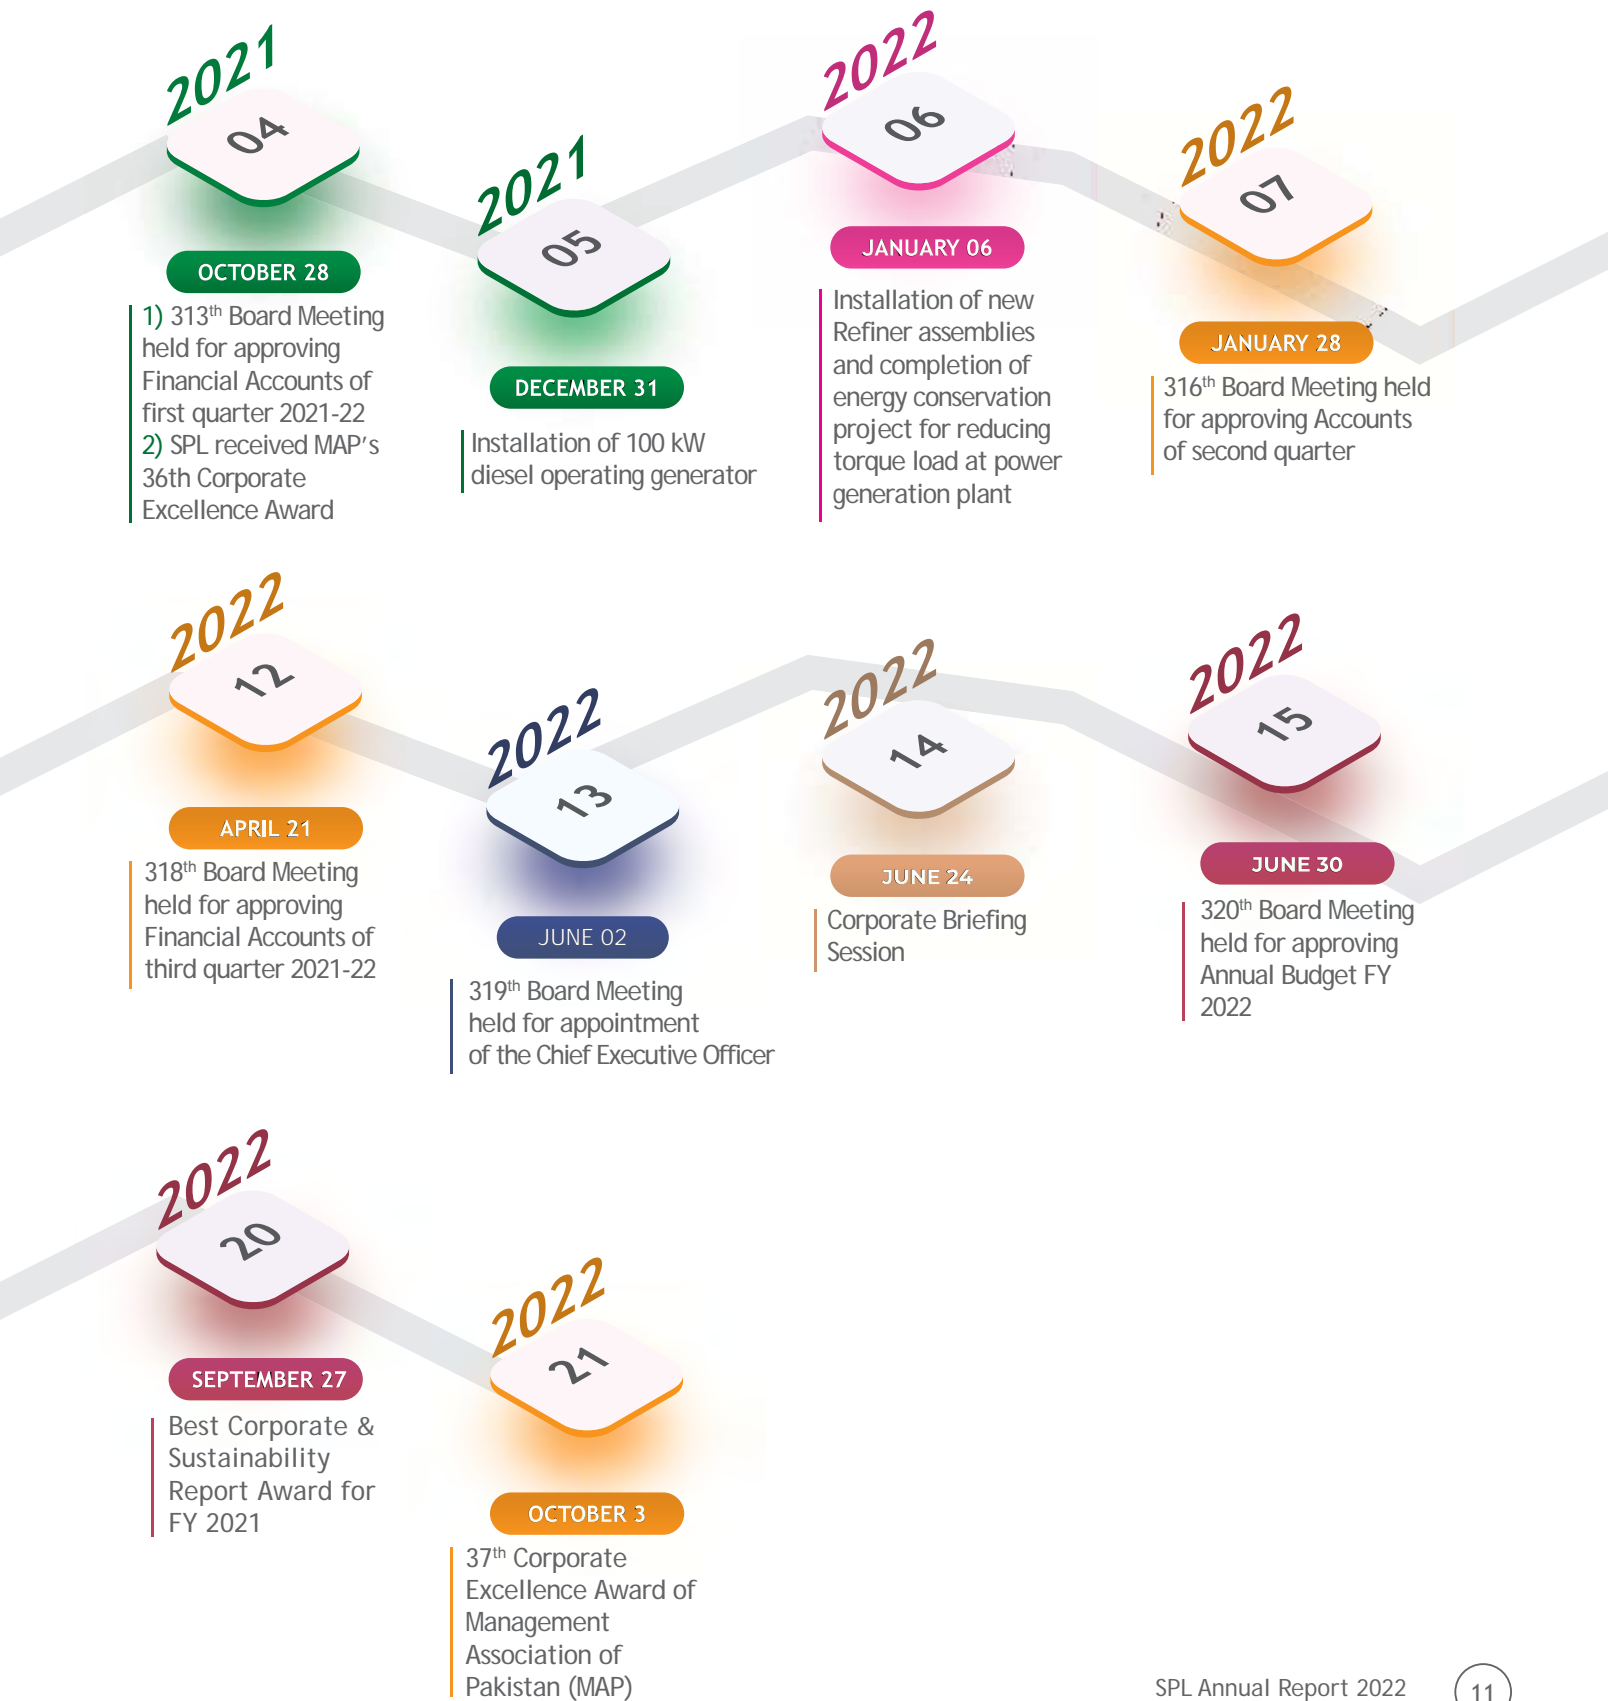 2021
04
OCTOBER 28
1) 313th Board Meeting
held for approving
Financial Accounts of
first quarter 2021-22
2) SPL received MAP's
36th Corporate
Excellence Award
2021
05
DECEMBER 31
Installation of 100 kW
diesel operating generator
2022
06
JANUARY 06
Installation of new
Refiner assemblies
and completion of
energy conservation
project for reducing
torque load at power
generation plant
2022
07
JANUARY 28
316th Board Meeting held
for approving Accounts
of second quarter
2022
12
APRIL 21
318th Board Meeting
held for approving
Financial Accounts of
third quarter 2021-22
2022
13
JUNE 02
319th Board Meeting
held for appointment
of the Chief Executive Officer
2022
14
JUNE 24
Corporate Briefing
Session
2022
15
JUNE 30
320th Board Meeting
held for approving
Annual Budget FY
2022
2022
20
SEPTEMBER 27
Best Corporate &
Sustainability
Report Award for
FY 2021
2022
21
OCTOBER 3
37th Corporate
Excellence Award of
Management
Association of
Pakistan (MAP)
SPL Annual Report 2022
11